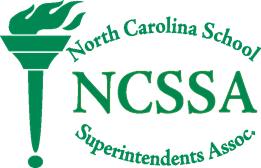 North Carolina School
NCSSA
Superintendents Assoc.